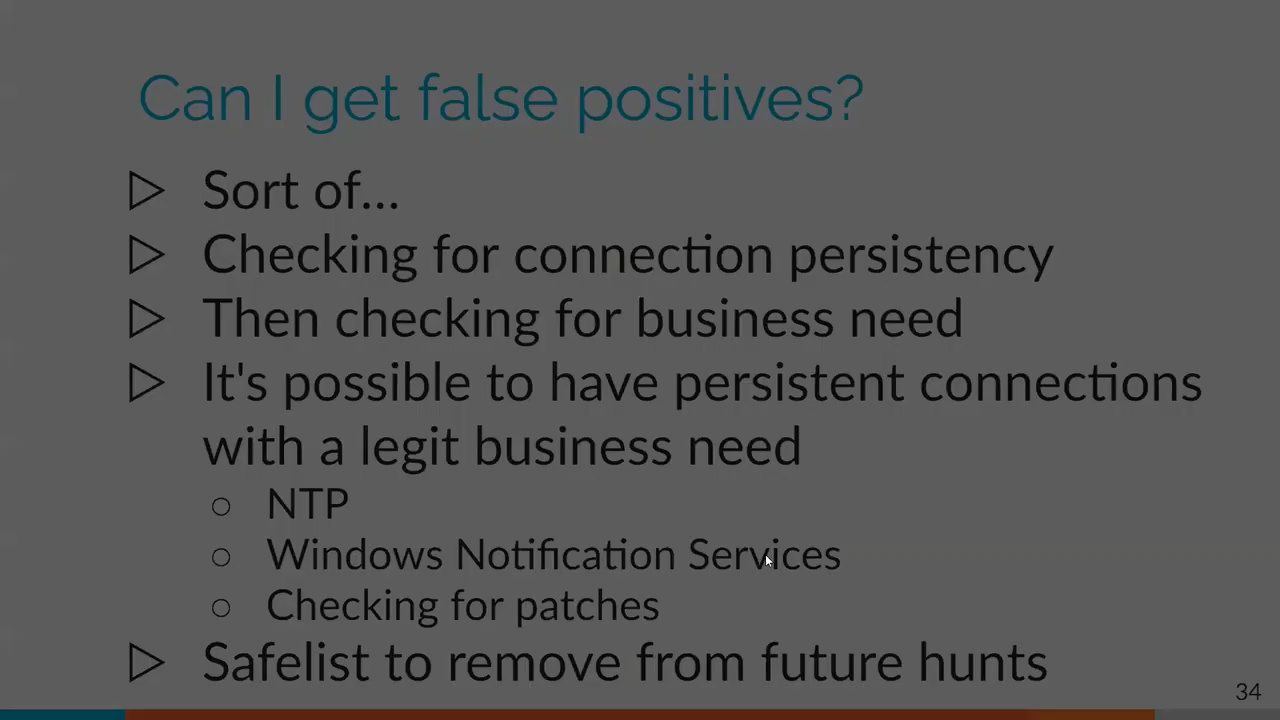 Can I get false positives?
Sort of...
Checking for connection persistency
Then checking for business need
It's possible to have persistent connections
with a legit business need
NTP
Windows Notification Services
Checking for patches
Safelist to remove from future hunts
34